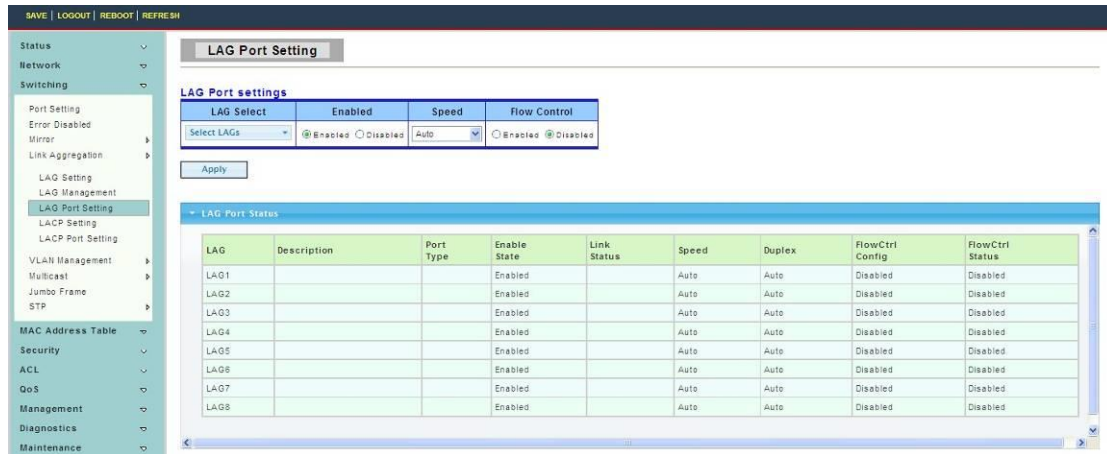 SAVE | LOGOUT | REBOOT | REFRESH
Status
Network
Switching
Port Setting
Error Disabled
Mirror
Link Aggregation
LAG Setting
LAG Management
LAG Port Setting
LACP Setting
LACP Port Setting
VLAN Management
Multicast
Jumbo Frame
STP
MAC Address Table
Security
ACL
QoS
Management
Diagnostics
Maintenance
LAG Port Setting
LAG Port settings
LAG Select Enabled Speed Flow Control
Select LAGs Enabled Disabled Auto Enabled Disabled
Apply
LAG Port Status
LAG Description Port Type Enable State Link Status Speed Duplex FlowCtrl Config FlowCtrl Status
LAG1 Enabled Auto Auto Disabled Disabled
LAG2 Enabled Auto Auto Disabled Disabled
LAG3 Enabled Auto Auto Disabled Disabled
LAG4 Enabled Auto Auto Disabled Disabled
LAG5 Enabled Auto Auto Disabled Disabled
LAG6 Enabled Auto Auto Disabled Disabled
LAG7 Enabled Auto Auto Disabled Disabled
LAG8 Enabled Auto Auto Disabled Disabled